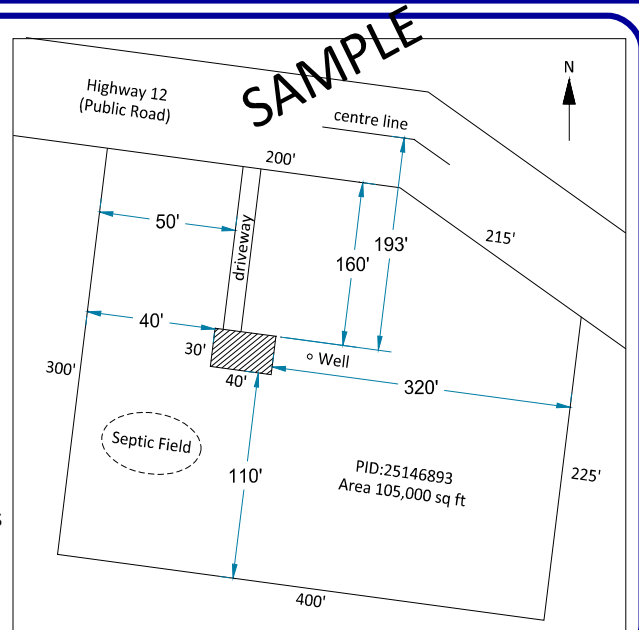 SAMPLE
Highway 12
(Public Road)
N
centre line
200'
50'
driveway
193'
160'
215'
40'
30'
Well
300'
40'
320'
Septic Field
110'
PID:25146893
Area 105,000 sq ft
225'
400'